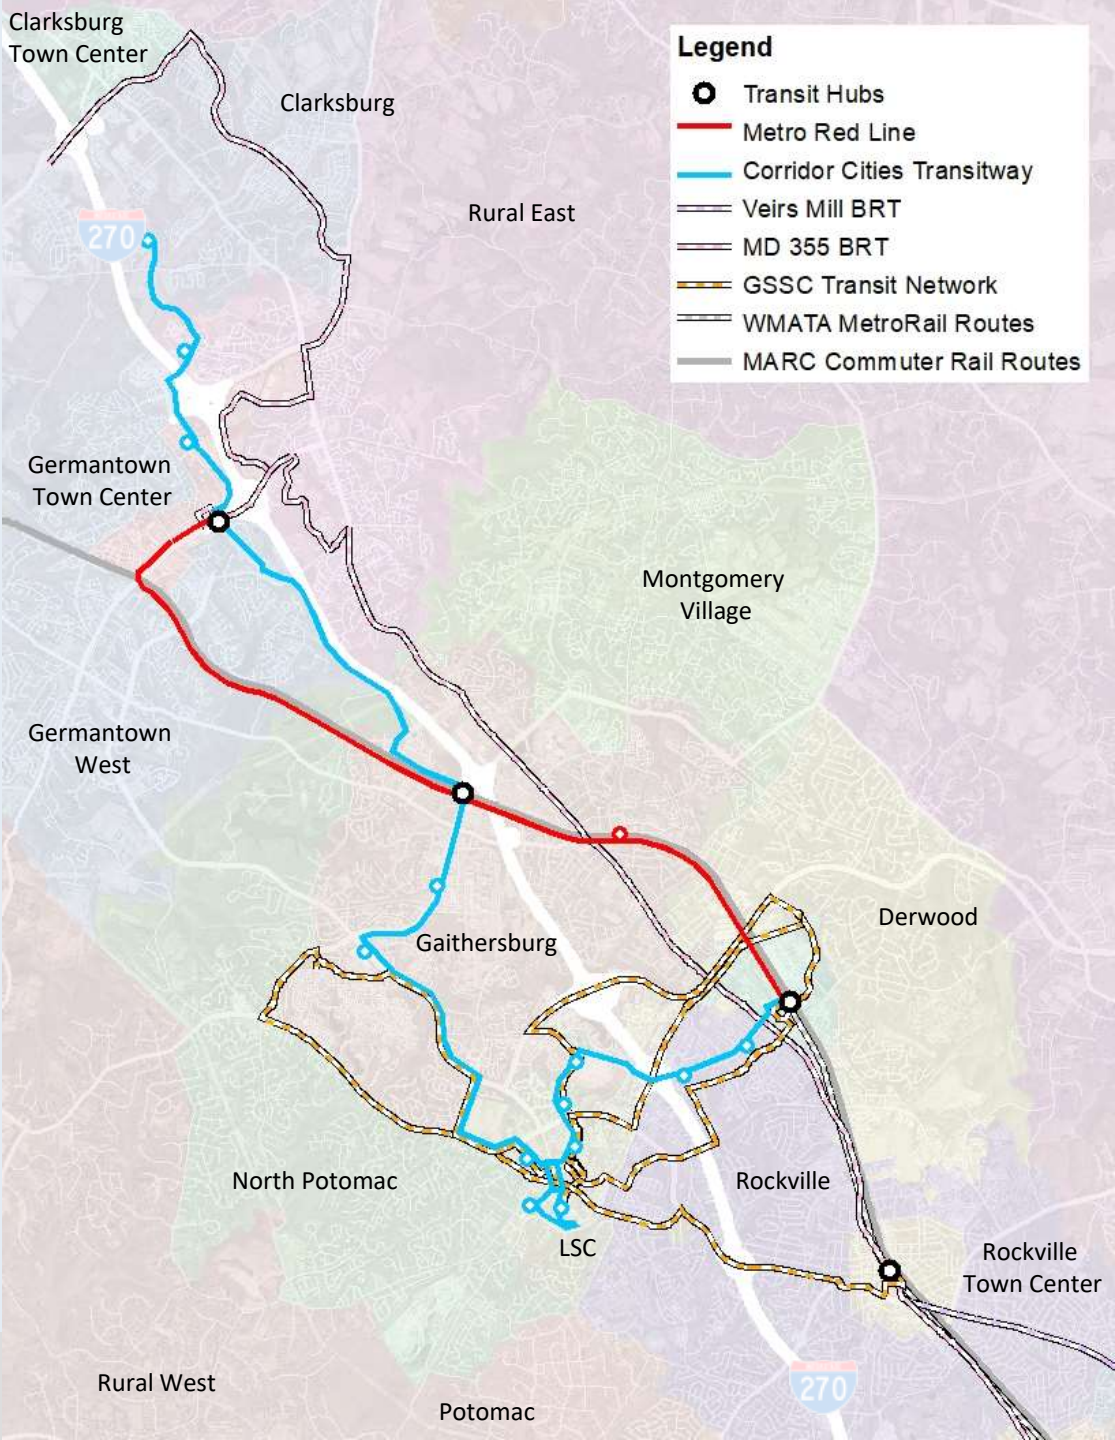 Clarksburg
Town Center
Clarksburg
Rural East
270
Legend
Transit Hubs
Metro Red Line
Corridor Cities Transitway
Veirs Mill BRT
MD 355 BRT
GSSC Transit Network
WMATA MetroRail Routes
MARC Commuter Rail Routes
Germantown
Town Center
Montgomery
Village
Germantown
West
Derwood
Gaithersburg
North Potomac
Rockville
LSC
Rockville
Town Center
Rural West
Potomac
270